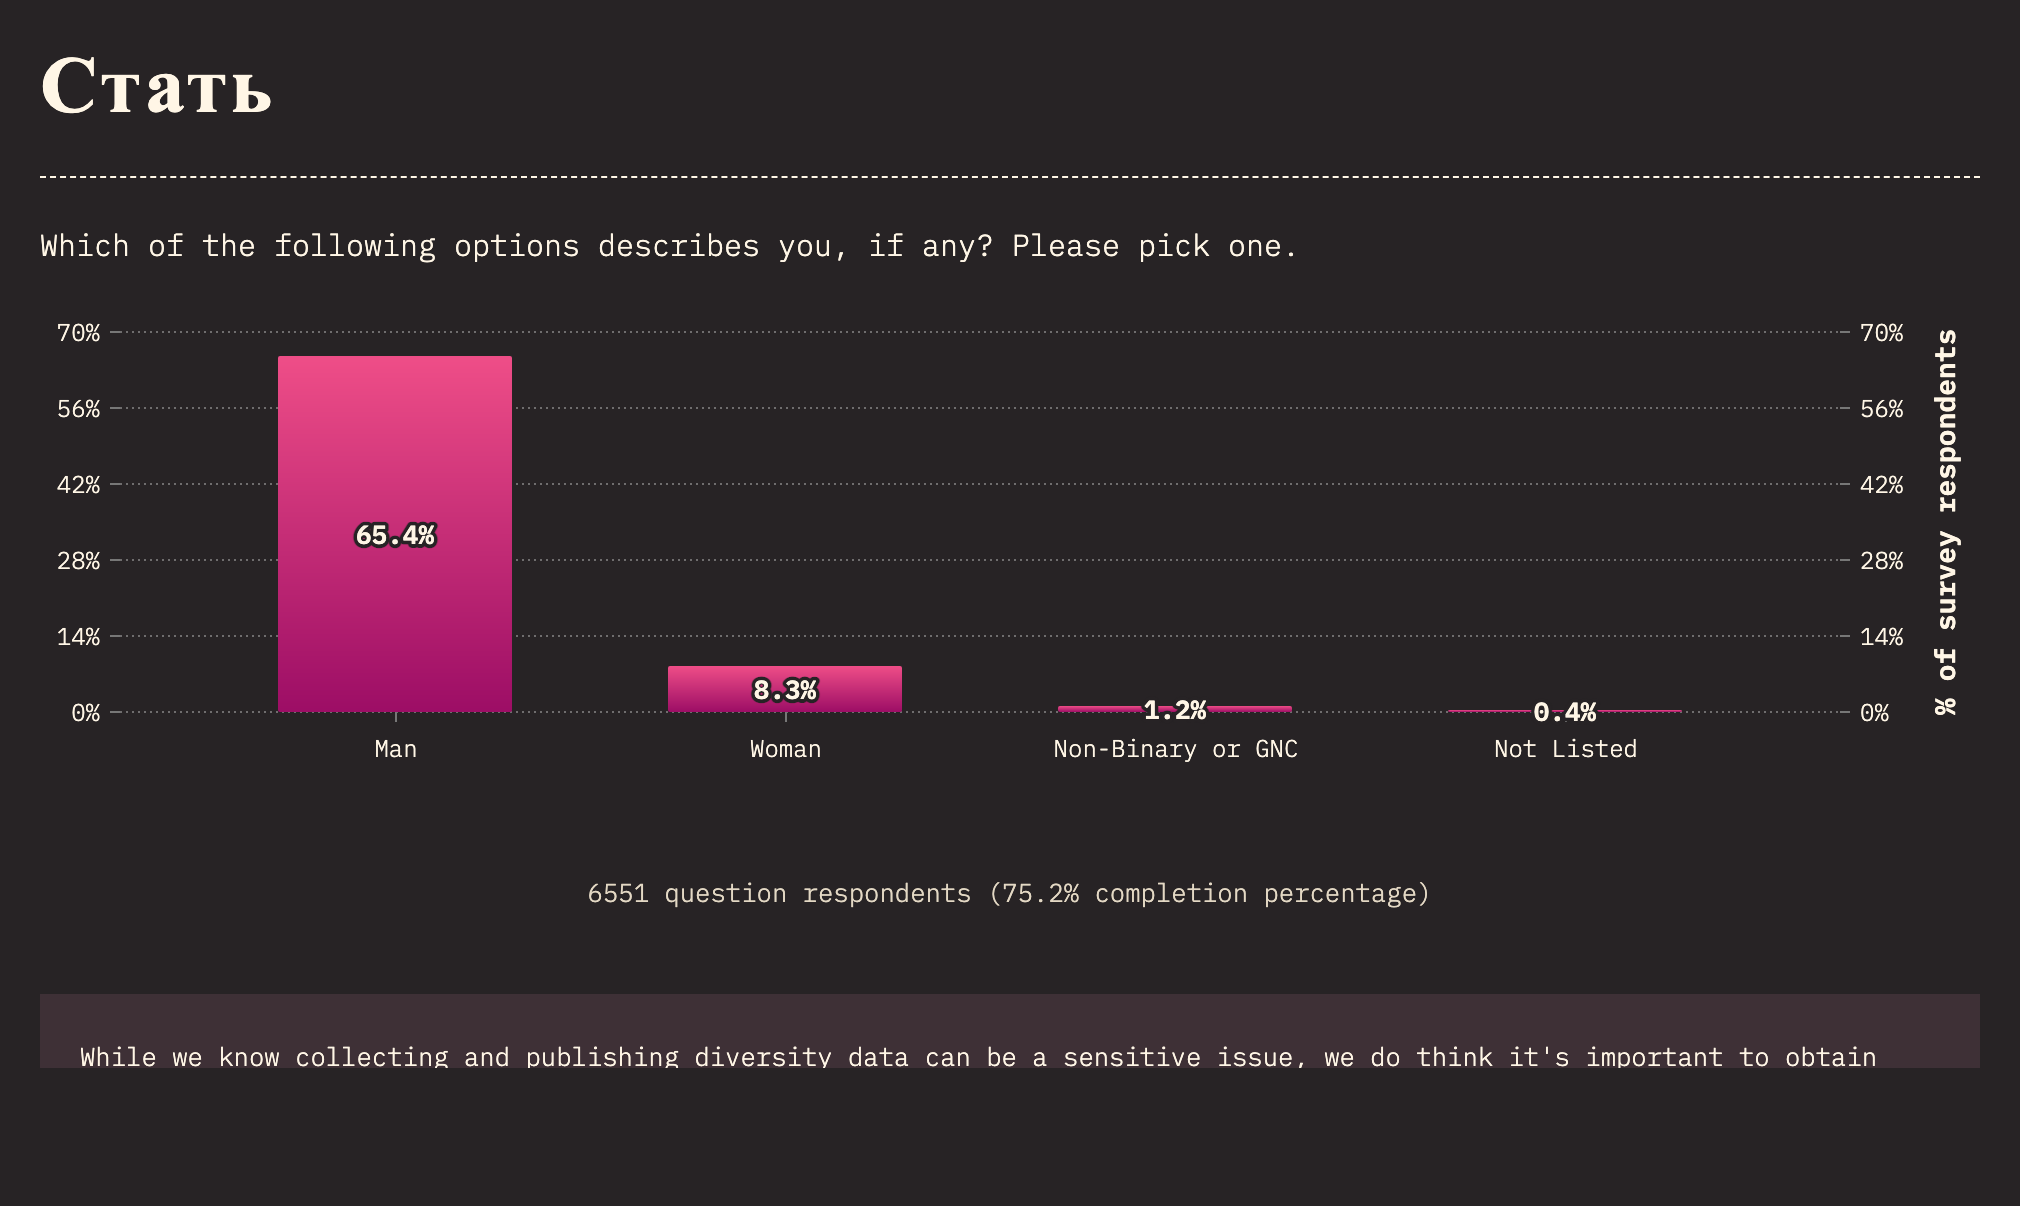 Стать
Which of the following options describes you, if any? Please pick one.
70%
56%
42%
28%
14%
0%
65.4%
8.3%
1.2%
0.4%
70%
56%
42%
28%
14%
0%
% of survey respondents
Man
Woman
Non-Binary or GNC
Not Listed
6551 question respondents (75.2% completion percentage)
While we know collecting and publishing diversity data can be a sensitive issue, we do think it's important to obtain